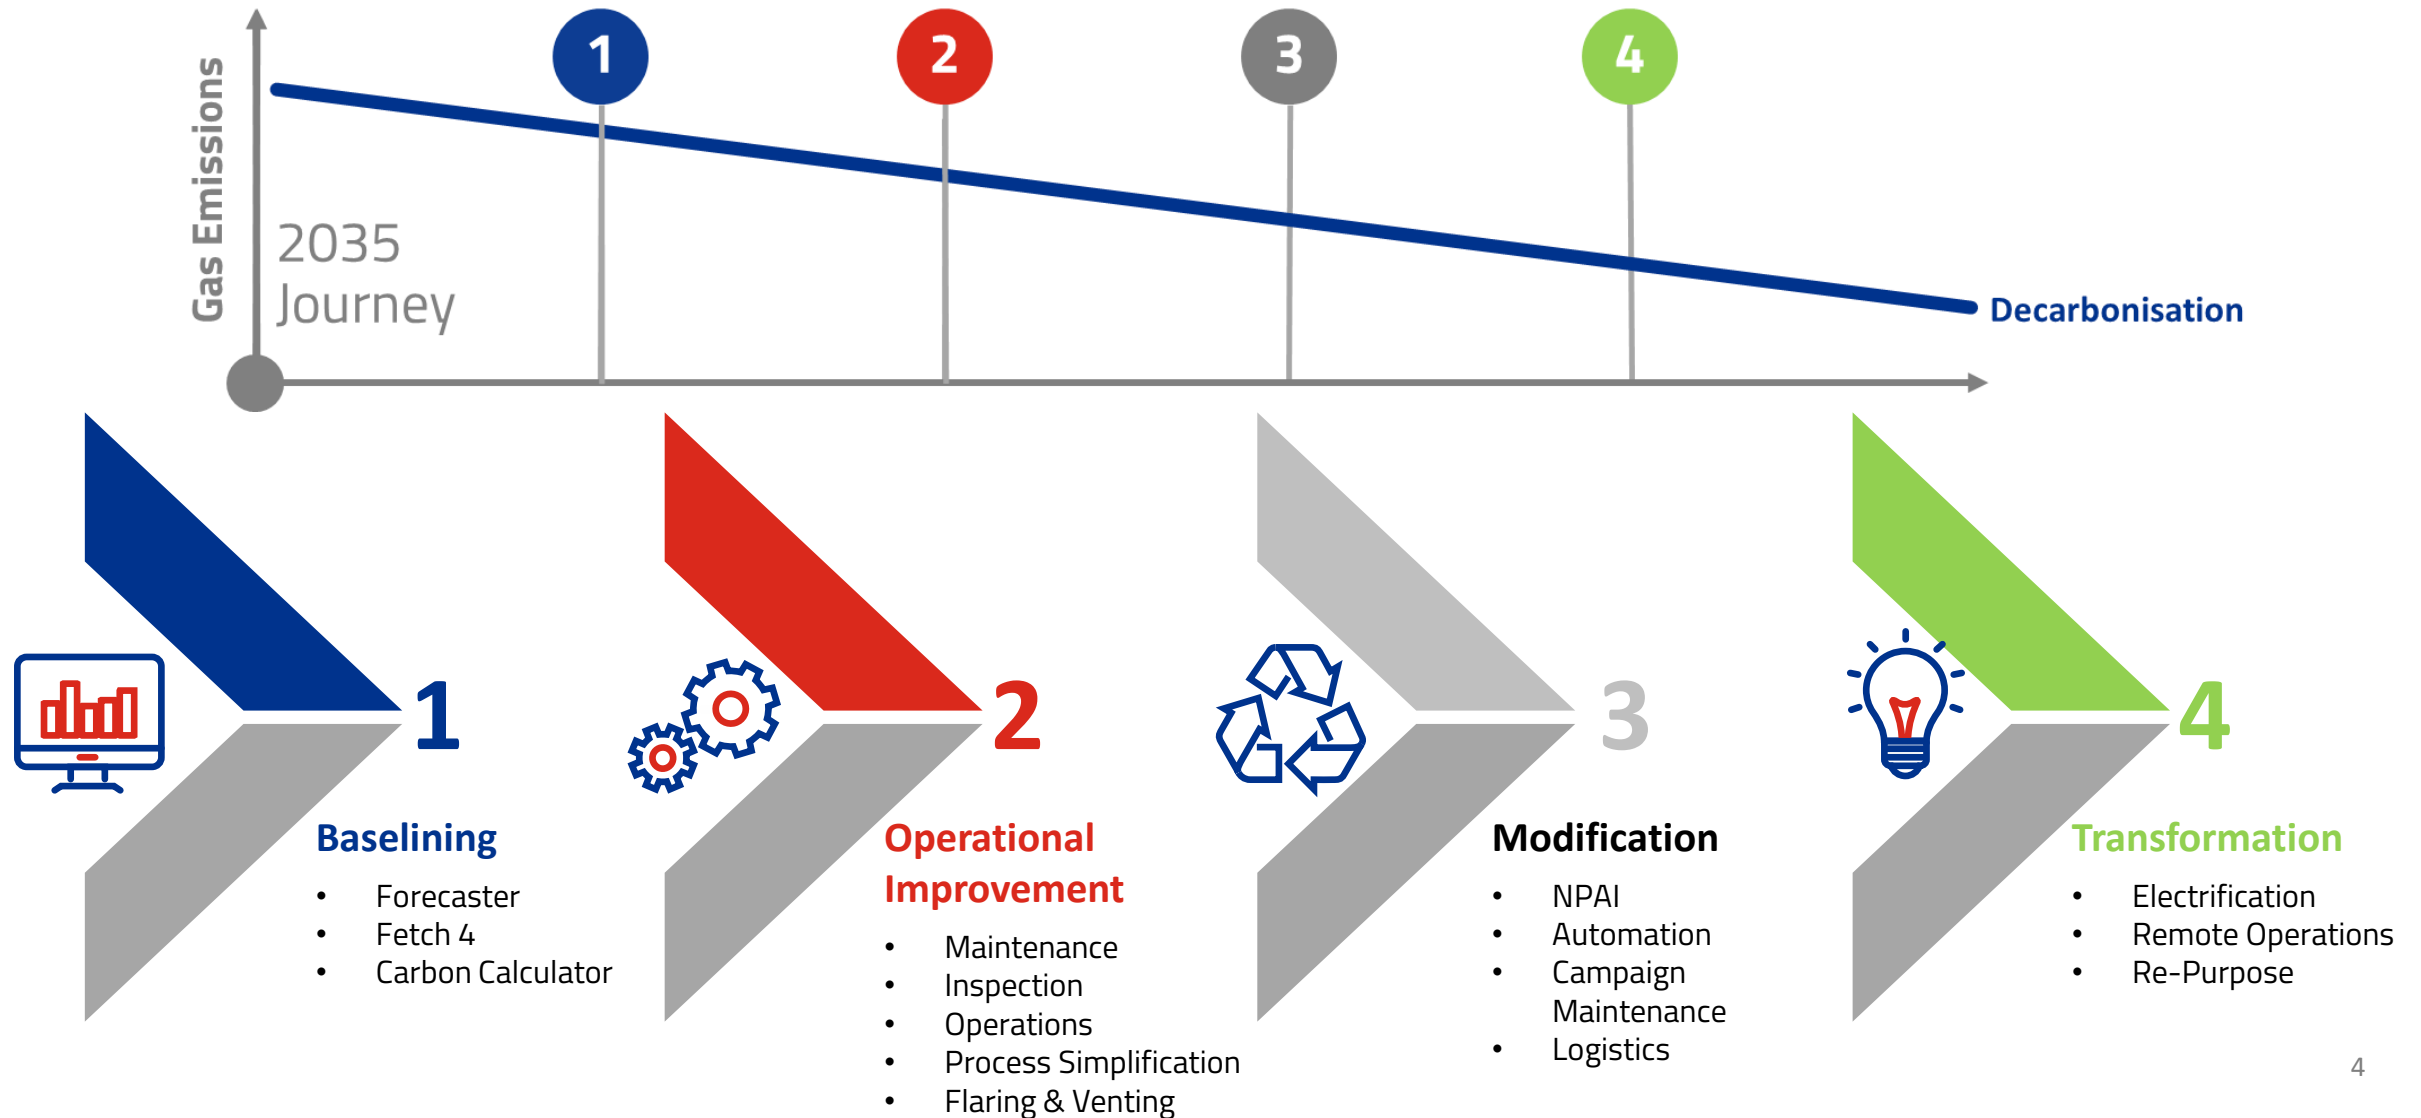 1
2
3
4
Gas Emissions
2035
Journey
Decarbonisation
1
Baselining
• Forecaster
• Fetch 4
• Carbon Calculator
2
Operational
Improvement
• Maintenance
• Inspection
• Operations
• Process Simplification
• Flaring & Venting
3
Modification
• NPAI
• Automation
• Campaign
Maintenance
• Logistics
4
Transformation
• Electrification
• Remote Operations
• Re-Purpose
4